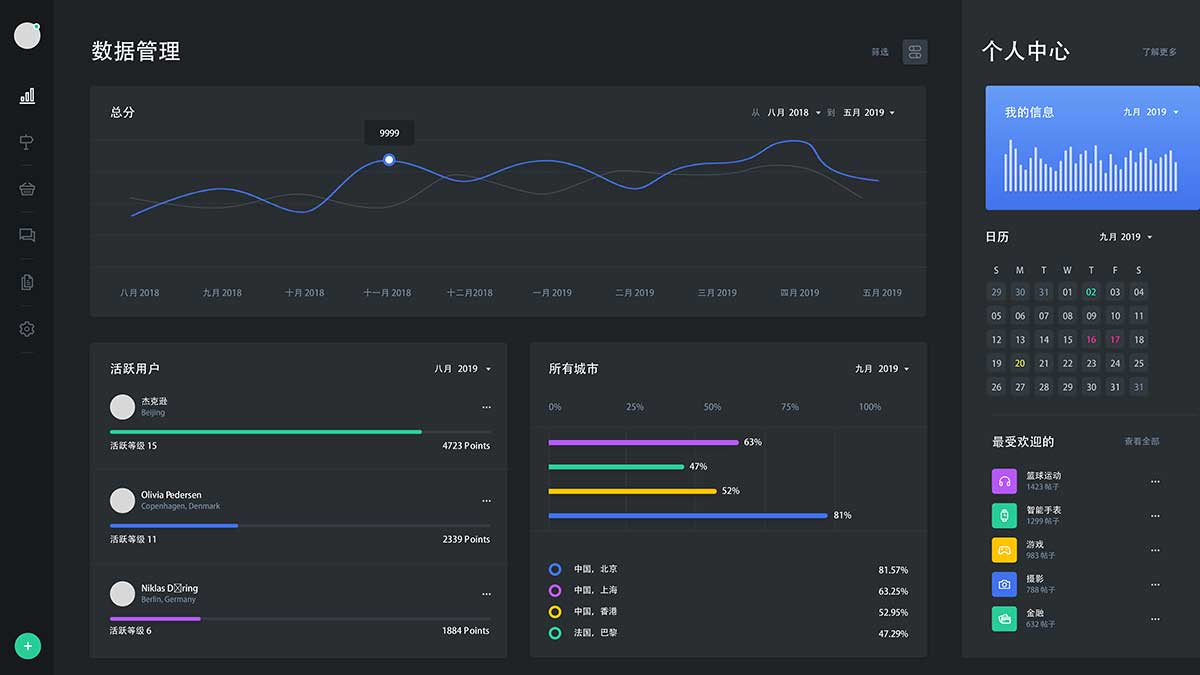 数据管理
筛选
总分
从 八月 2018 到 五月 2019
9999
八月 2018 九月 2018 十月 2018 十一月 2018 十二月2018 一月 2019 二月 2019 三月 2019 四月 2019 五月 2019
活跃用户
八月 2019
杰克逊
Beijing
活跃等级 15 4723 Points
Olivia Pedersen
Copenhagen, Denmark
活跃等级 11 2339 Points
Niklas D☒ring
Berlin, Germany
活跃等级 6 1884 Points
所有城市
九月 2019
0% 25% 50% 75% 100%
63%
47%
52%
81%
中国，北京 81.57%
中国，上海 63.25%
中国，香港 52.95%
法国，巴黎 47.29%
个人中心
了解更多
我的信息
九月 2019
日历
九月 2019
S M T W T F S
29 30 31 01 02 03 04
05 06 07 08 09 10 11
12 13 14 15 16 17 18
19 20 21 22 23 24 25
26 27 28 29 30 31 31
最受欢迎的
查看全部
篮球运动
1423 帖子
智能手表
1299 帖子
游戏
983 帖子
摄影
788 帖子
金融
632 帖子